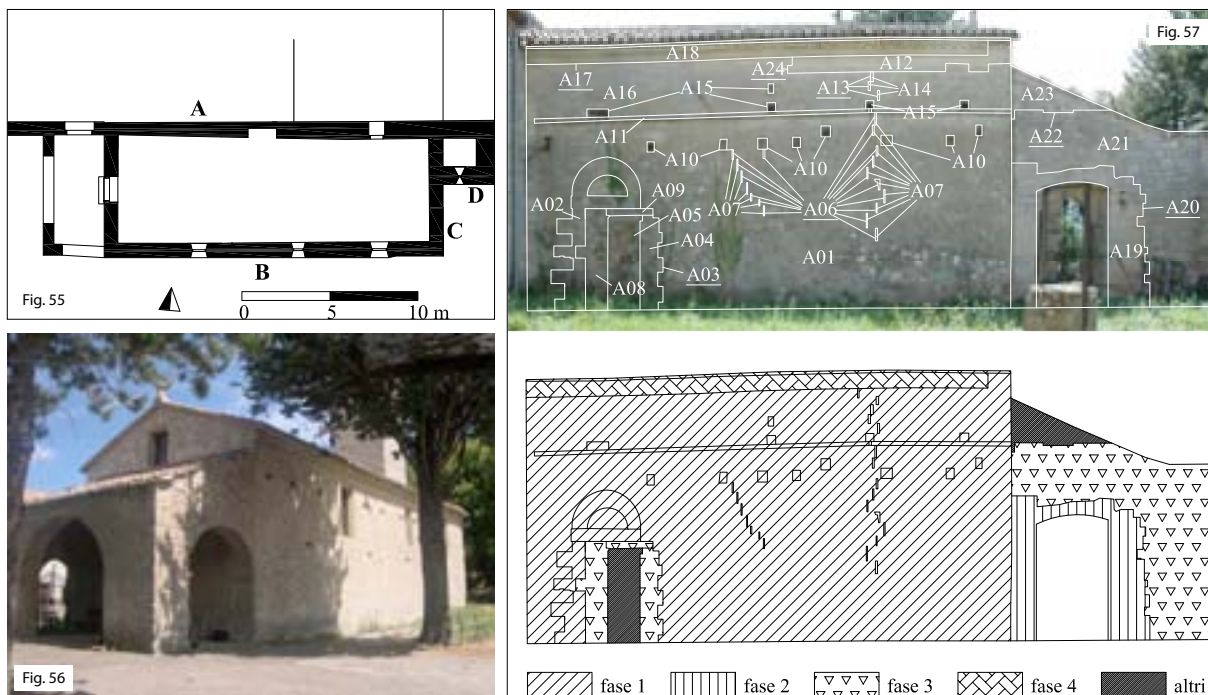 A
D
C
B
Fig. 55
0 5 10 m
Fig. 56
Fig. 57
A18
A12
A24
A17
A15
A13
A14
A16
A15
A23
A11
A22
A21
A10
A10
A10
A09
A02
A05
A07
A06
A07
A20
A04
A19
A01
A03
A08
fase 1
fase 2
fase 3
fase 4
altri